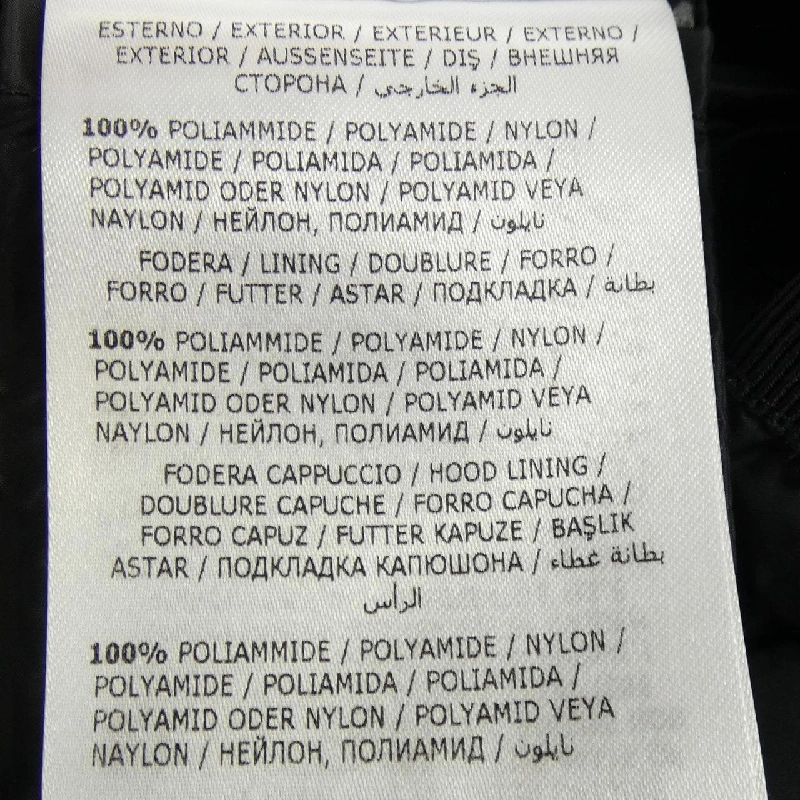 ESTERNO / EXTERIOR / EXTERIEUR / EXTERNO /
EXTERIOR / AUSSENSEITE / DIŞ / ВНЕШНЯЯ
СТОРОНА / الجزء الخارجي
100% POLIAMMIDE / POLYAMIDE / NYLON /
POLYAMIDE / POLIAMIDA / POLIAMIDA /
POLYAMID ODER NYLON / POLYAMID VEYA
NAYLON / НЕЙЛОН, ПОЛИАМИД / نايلون
FODERA / LINING / DOUBLURE / FORRO /
FORRO / FUTTER / ASTAR / ПОДКЛАДКА / بطانة
100% POLIAMMIDE / POLYAMIDE / NYLON /
POLYAMIDE / POLIAMIDA / POLIAMIDA /
POLYAMID ODER NYLON / POLYAMID VEYA
NAYLON / НЕЙЛОН, ПОЛИАМИД / نايلون
FODERA CAPPUCCIO / HOOD LINING /
DOUBLURE CAPUCHE / FORRO CAPUCHA /
FORRO CAPUZ / FUTTER KAPUZE / BAŞLIK
ASTAR / ПОДКЛАДКА КАПЮШОНА / بطانة غطاء
الرأس
100% POLIAMMIDE / POLYAMIDE / NYLON /
POLYAMIDE / POLIAMIDA / POLIAMIDA /
POLYAMID ODER NYLON / POLYAMID VEYA
NAYLON / НЕЙЛОН, ПОЛИАМИД / نايلون